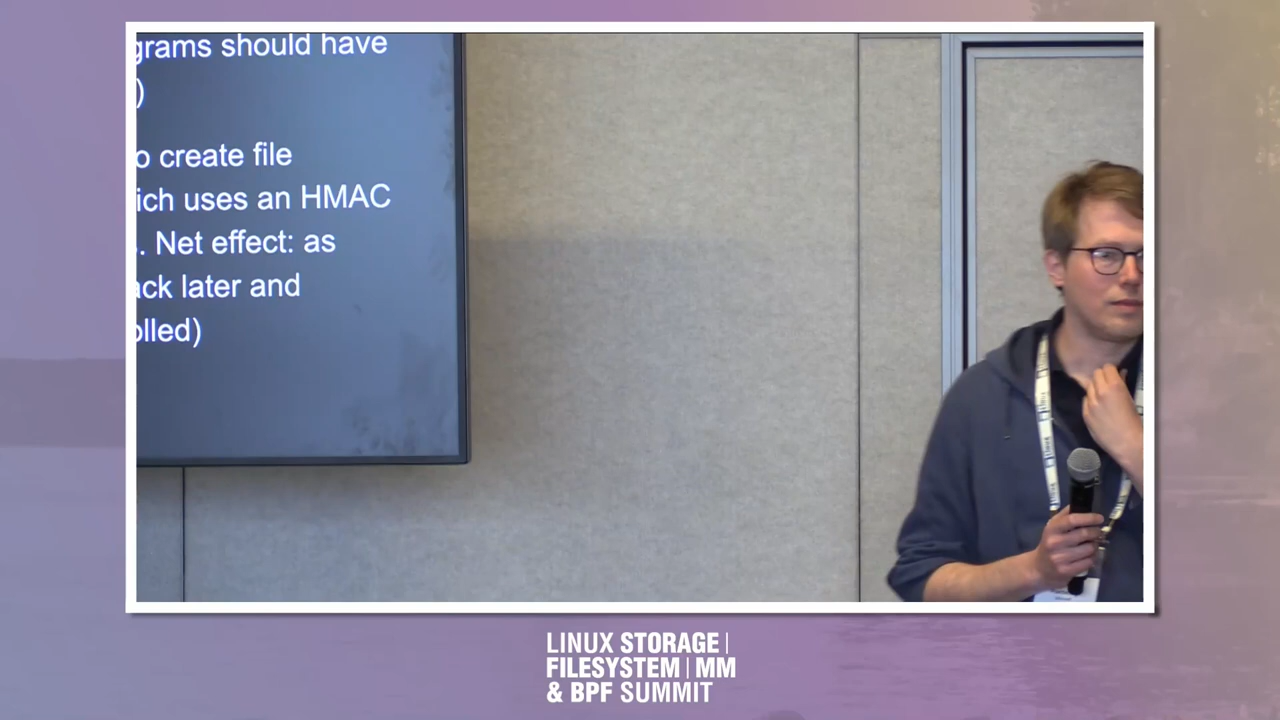 grams should have
)
o create file
ich uses an HMAC
. Net effect: as
ack later and
olled)
LINUX STORAGE |
FILESYSTEM | MM
& BPF SUMMIT